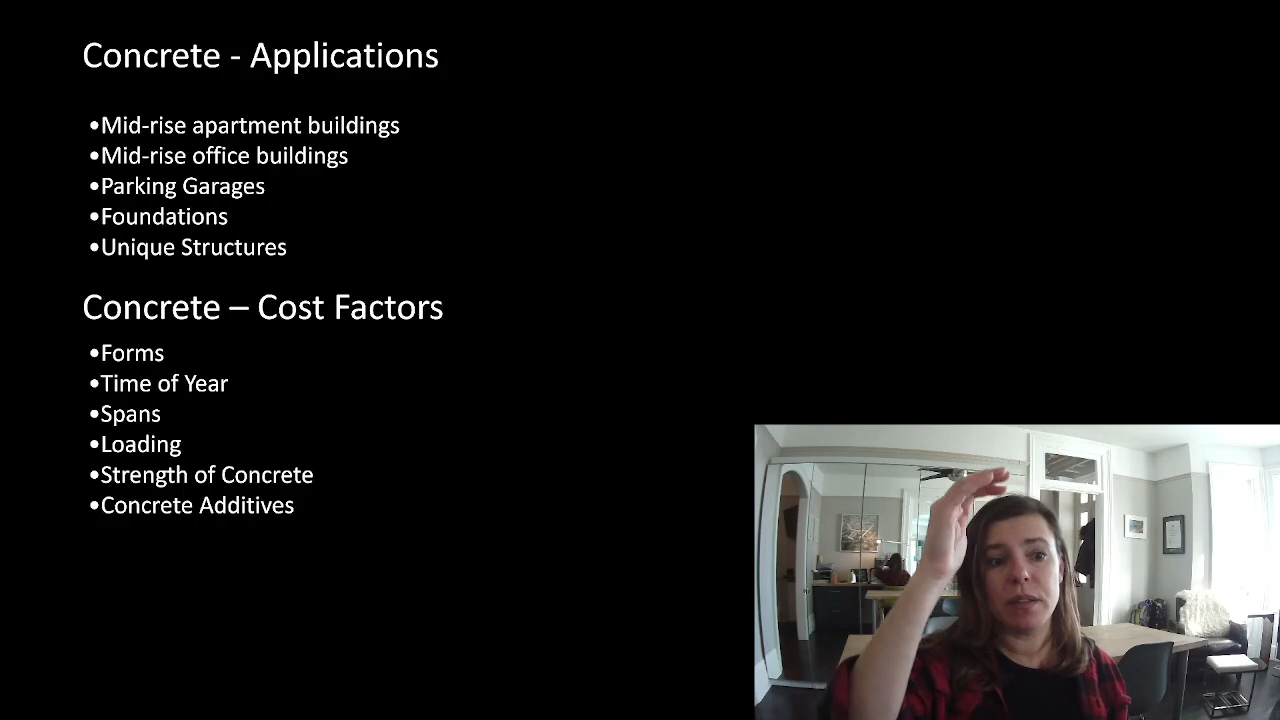 Concrete - Applications
•Mid-rise apartment buildings
•Mid-rise office buildings
•Parking Garages
•Foundations
•Unique Structures
Concrete – Cost Factors
•Forms
•Time of Year
•Spans
•Loading
•Strength of Concrete
•Concrete Additives